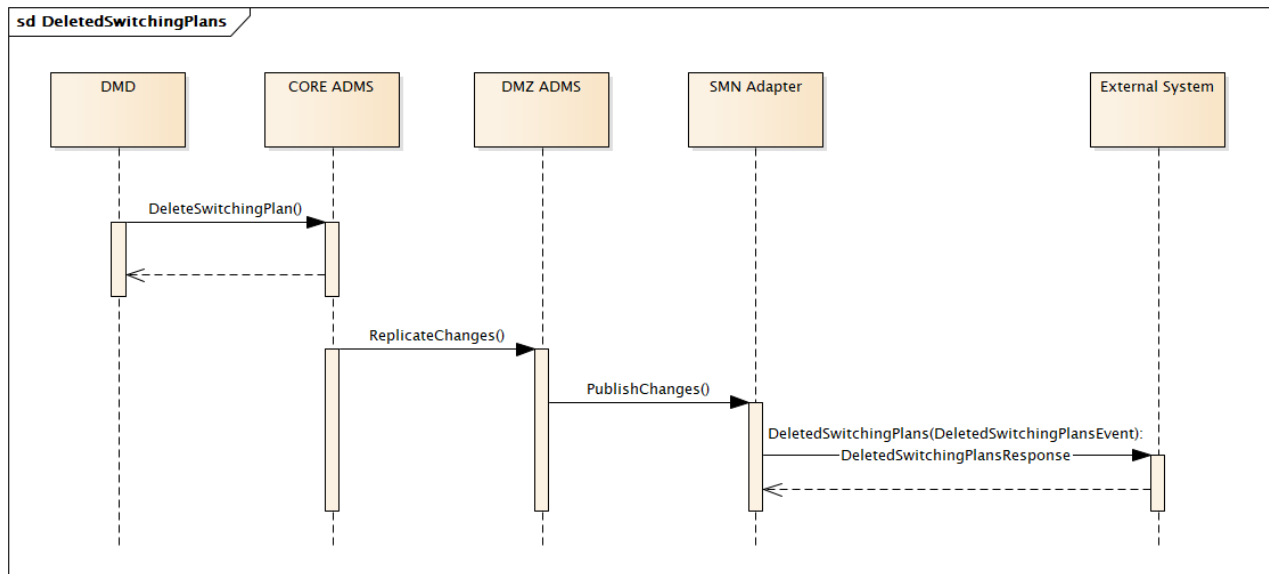 sd DeletedSwitchingPlans
DMD
CORE ADMS
DMZ ADMS
SMN Adapter
External System
DeleteSwitchingPlan()
ReplicateChanges()
PublishChanges()
DeletedSwitchingPlans(DeletedSwitchingPlansEvent):
DeletedSwitchingPlansResponse